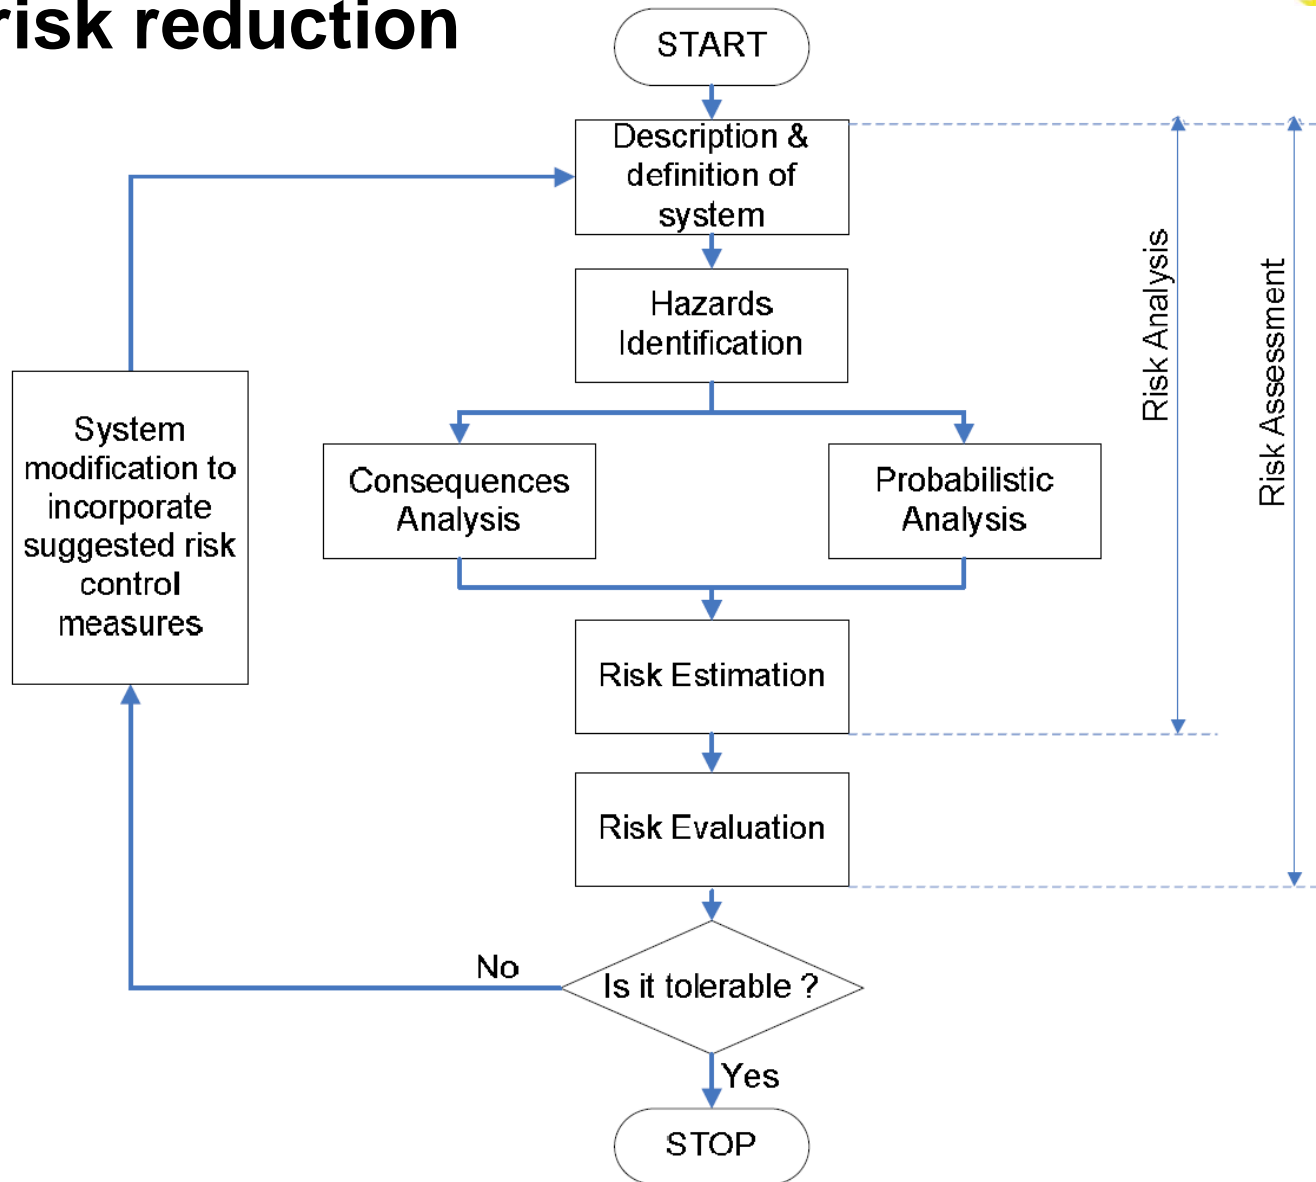 risk reduction
START
Description &
definition of
system
Hazards
Identification
Risk Analysis
Risk Assessment
System
modification to
incorporate
suggested risk
control
measures
Consequences
Analysis
Probabilistic
Analysis
Risk Estimation
Risk Evaluation
No
Is it tolerable ?
Yes
STOP